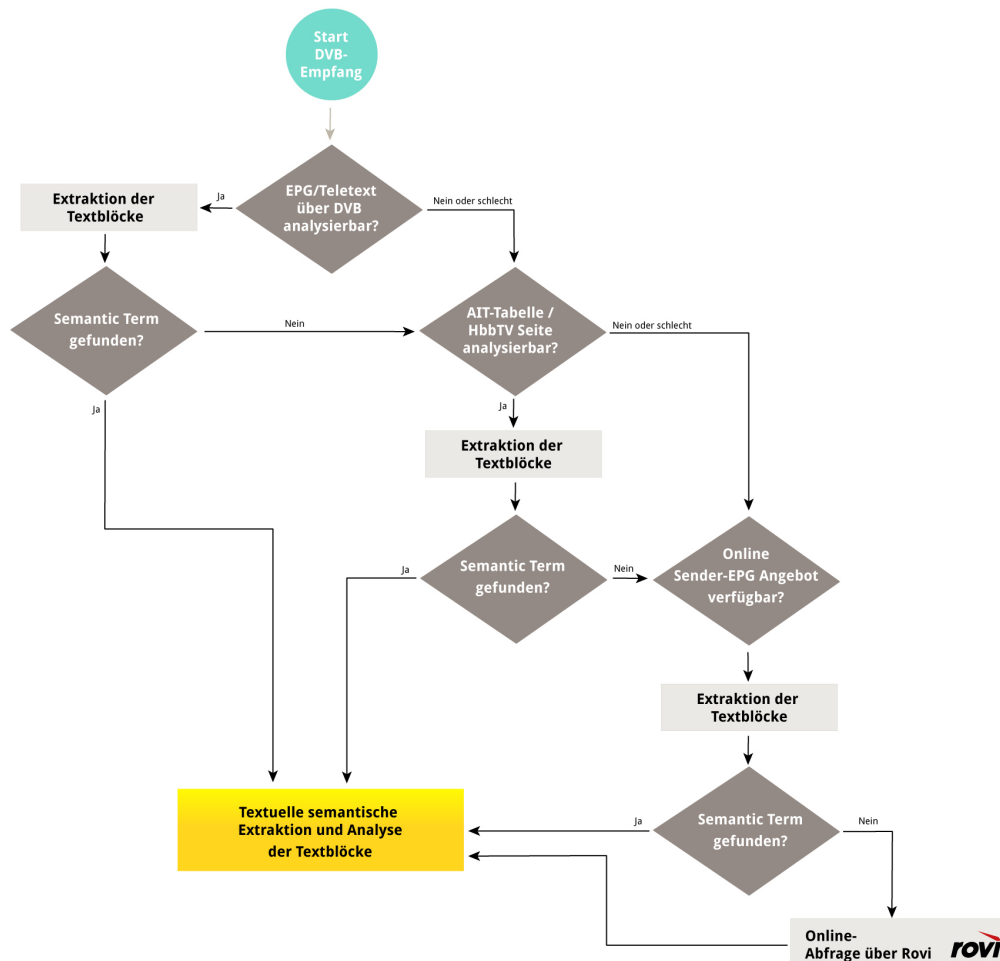 Start
DVB-
Empfang
EPG/Teletext
über DVB
analysierbar?
Ja
Nein oder schlecht
Extraktion der
Textblöcke
Semantic Term
gefunden?
Nein
Ja
AIT-Tabelle /
HbbTV Seite
analysierbar?
Nein oder schlecht
Ja
Extraktion der
Textblöcke
Semantic Term
gefunden?
Ja
Nein
Online
Sender-EPG Angebot
verfügbar?
Extraktion der
Textblöcke
Semantic Term
gefunden?
Ja
Nein
Textuelle semantische
Extraktion und Analyse
der Textblöcke
Online-
Abfrage über Rovi
rovi